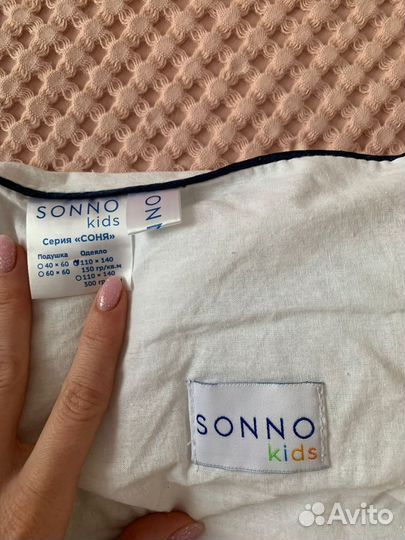 SONNO
kids
Серия «СОНЯ»
Подушка Одеяло
40 × 60 110 × 140
60 × 60 150 гр/кв.м
110 × 140
300 гр
SONNO
kids
Avito